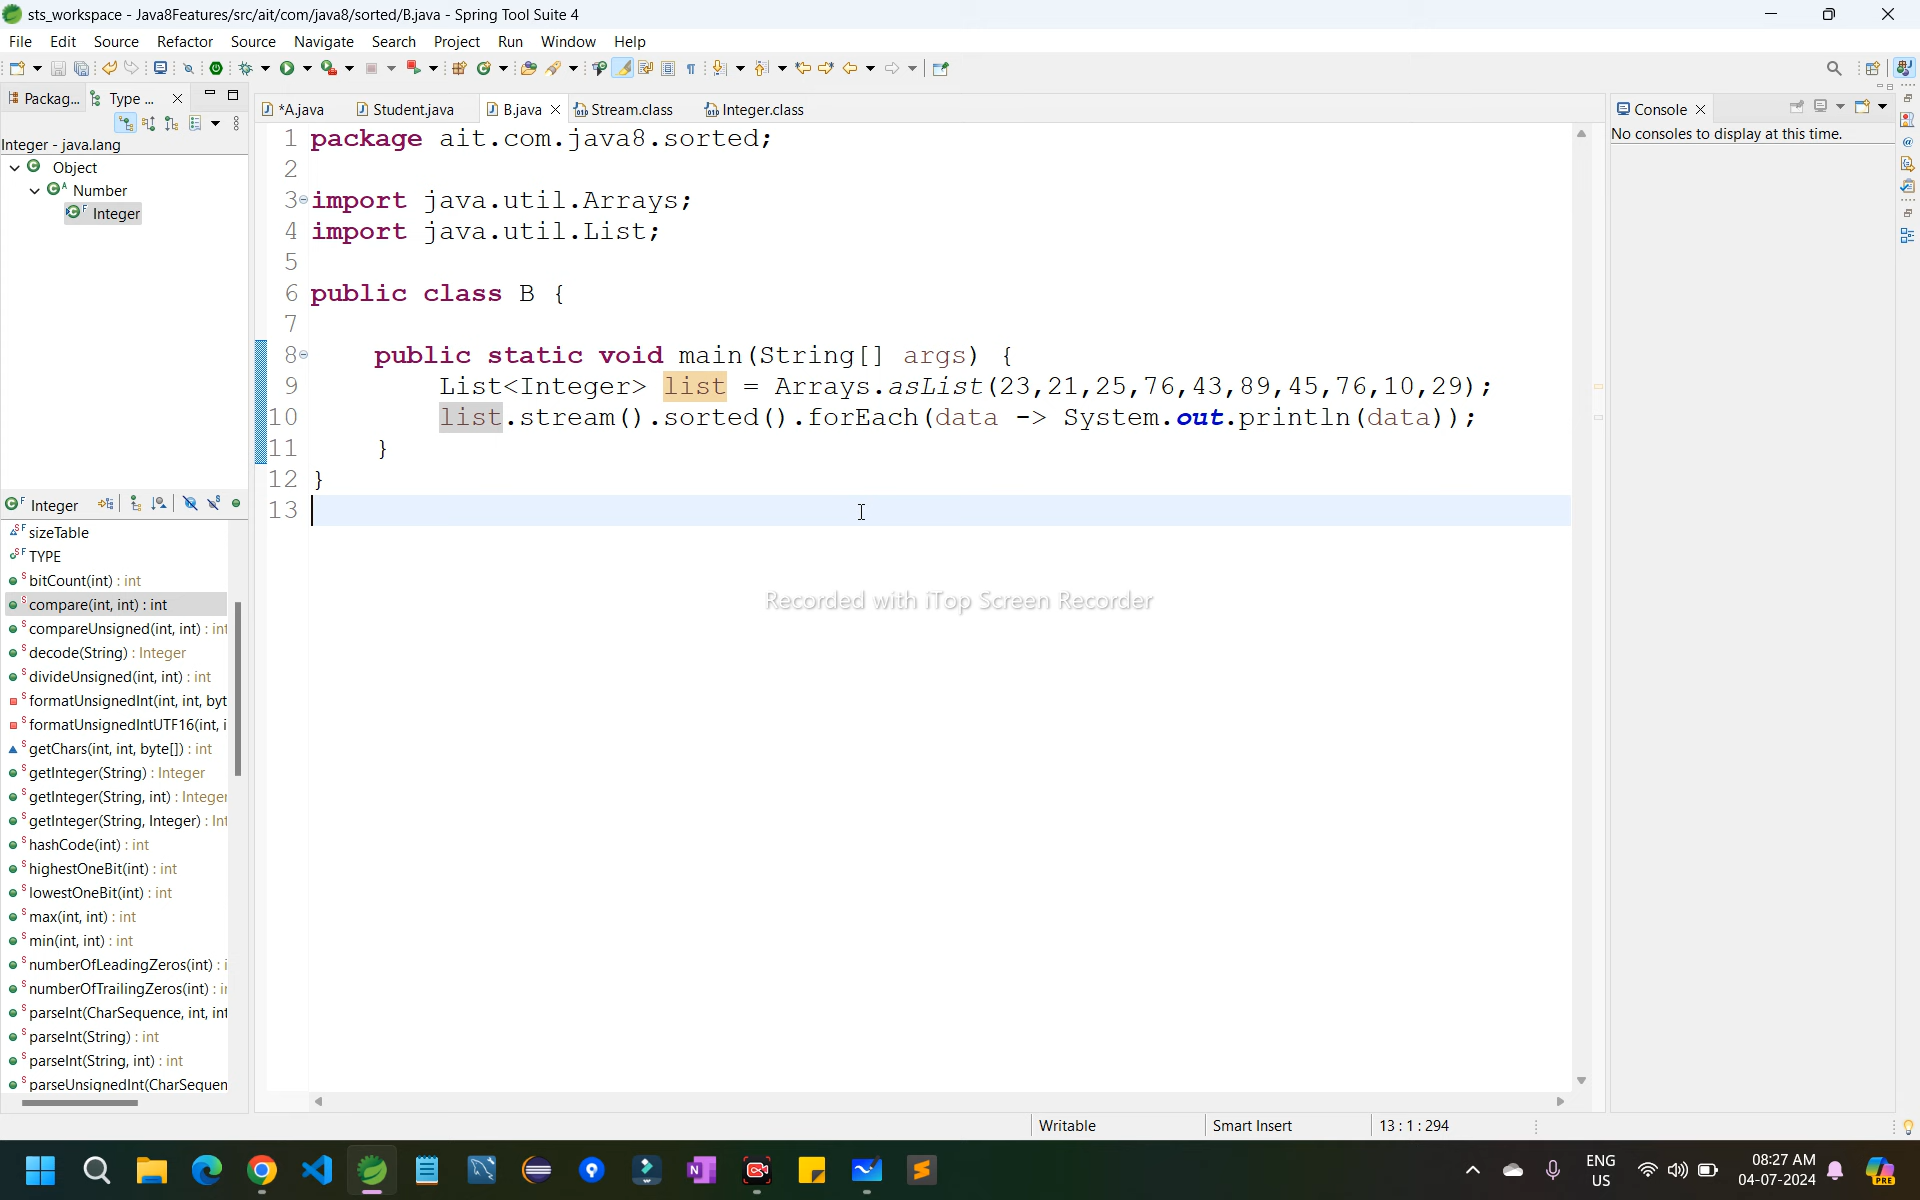 sts_workspace - Java8Features/src/ait/com/java8/sorted/B.java - Spring Tool Suite 4
File Edit Source Refactor Source Navigate Search Project Run Window Help
Packag... Type ...
Integer - java.lang
Object
Number
Integer
Integer
sizeTable
TYPE
bitCount(int) : int
compare(int, int) : int
compareUnsigned(int, int) : int
decode(String) : Integer
divideUnsigned(int, int) : int
formatUnsignedInt(int, int, byt
formatUnsignedIntUTF16(int, i
getChars(int, int, byte[]) : int
getInteger(String) : Integer
getInteger(String, int) : Integer
getInteger(String, Integer) : Int
hashCode(int) : int
highestOneBit(int) : int
lowestOneBit(int) : int
max(int, int) : int
min(int, int) : int
numberOfLeadingZeros(int) : i
numberOfTrailingZeros(int) : in
parseInt(CharSequence, int, int
parseInt(String) : int
parseInt(String, int) : int
parseUnsignedInt(CharSequen
*A.java Student.java B.java Stream.class Integer.class
1 package ait.com.java8.sorted;
2
3 import java.util.Arrays;
4 import java.util.List;
5
6 public class B {
7
8 public static void main(String[] args) {
9 List<Integer> list = Arrays.asList(23,21,25,76,43,89,45,76,10,29);
10 list.stream().sorted().forEach(data -> System.out.println(data));
11 }
12 }
13
Recorded with iTop Screen Recorder
Console
No consoles to display at this time.
Writable Smart Insert 13 : 1 : 294
ENG
US
08:27 AM
04-07-2024
PRE